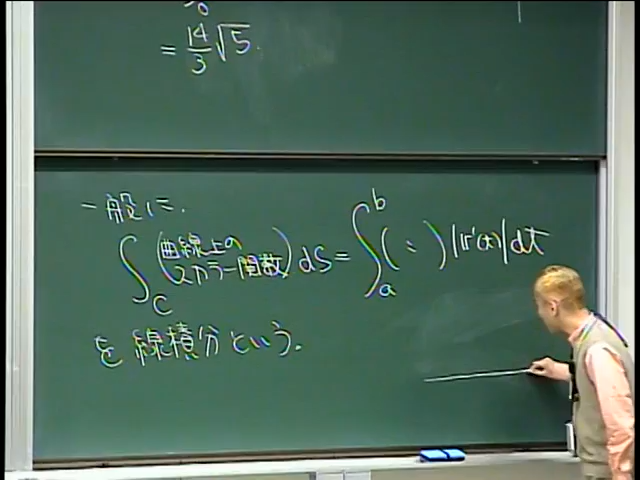 = 14/3 √5.
一般に.
∫_C (曲線上の スカラー関数) dS = ∫_a^b ( : ) |r'(t)| dt
を線積分という.